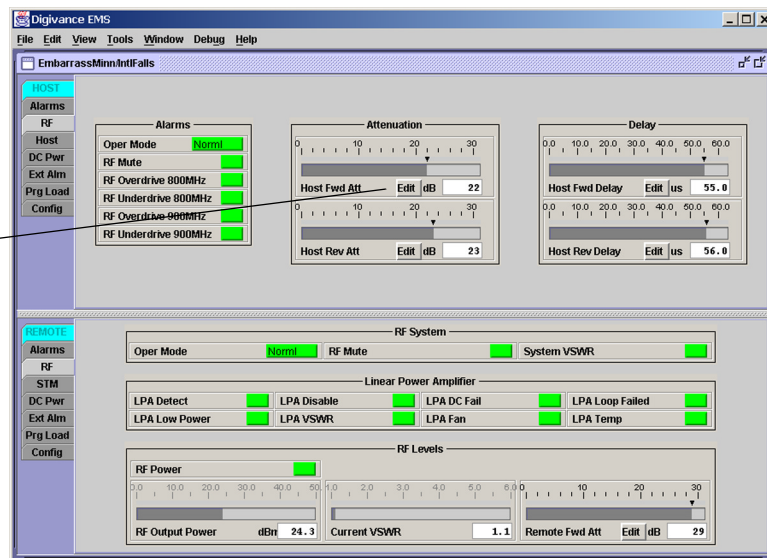 Digivance EMS
File Edit View Tools Window Debug Help
EmbarrassMinn/IntlFalls
HOST
Alarms
RF
Host
DC Pwr
Ext Alm
Prg Load
Config
Alarms
Oper Mode Norml
RF Mute
RF Overdrive 800MHz
RF Underdrive 800MHz
RF Overdrive 900MHz
RF Underdrive 900MHz
Attenuation
0 10 20 30
Host Fwd Att Edit dB 22
0 10 20 30
Host Rev Att Edit dB 23
Delay
0.0 10.0 20.0 30.0 40.0 50.0 60.0
Host Fwd Delay Edit us 55.0
0.0 10.0 20.0 30.0 40.0 50.0 60.0
Host Rev Delay Edit us 56.0
REMOTE
Alarms
RF
STM
DC Pwr
Ext Alm
Prg Load
Config
RF System
Oper Mode Norml RF Mute System VSWR
Linear Power Amplifier
LPA Detect LPA Disable LPA DC Fail LPA Loop Failed
LPA Low Power LPA VSWR LPA Fan LPA Temp
RF Levels
RF Power
0.0 10.0 20.0 30.0 40.0 50. 1.0 2.0 3.0 4.0 5.0 6.0 0 10 20 30
RF Output Power dBm 24.3 Current VSWR 1.1 Remote Fwd Att Edit dB 29